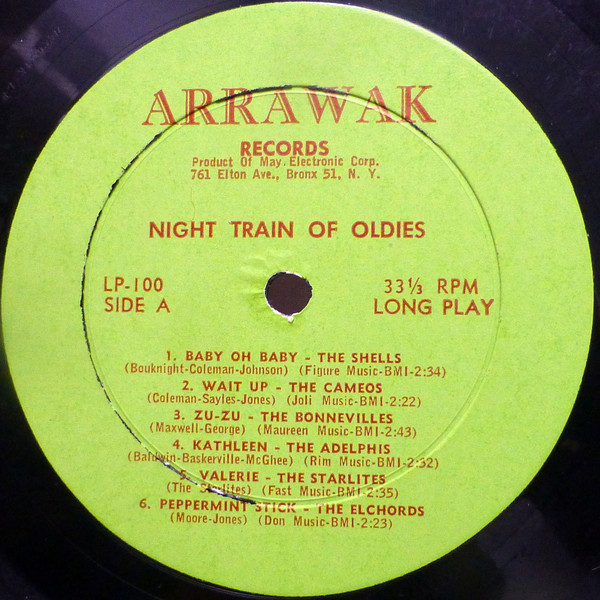 ARRAWAK
RECORDS
Product Of May Electronic Corp.
761 Elton Ave., Bronx 51, N. Y.
NIGHT TRAIN OF OLDIES
LP-100 33⅓ RPM
SIDE A LONG PLAY
1. BABY OH BABY - THE SHELLS
(Bouknight-Coleman-Johnson) (Figure Music-BMI-2:34)
2. WAIT UP - THE CAMEOS
(Coleman-Sayles-Jones) (Joli Music-BMI-2:22)
3. ZU-ZU - THE BONNEVILLES
(Maxwell-George) (Maureen Music-BMI-2:43)
4. KATHLEEN - THE ADELPHIS
(Baldwin-Baskerville-McGhee) (Rim Music-BMI-2:32)
5. VALERIE - THE STARLITES
(The Starlites) (Fast Music-BMI-2:35)
6. PEPPERMINT STICK - THE ELCHORDS
(Moore-Jones) (Don Music-BMI-2:23)